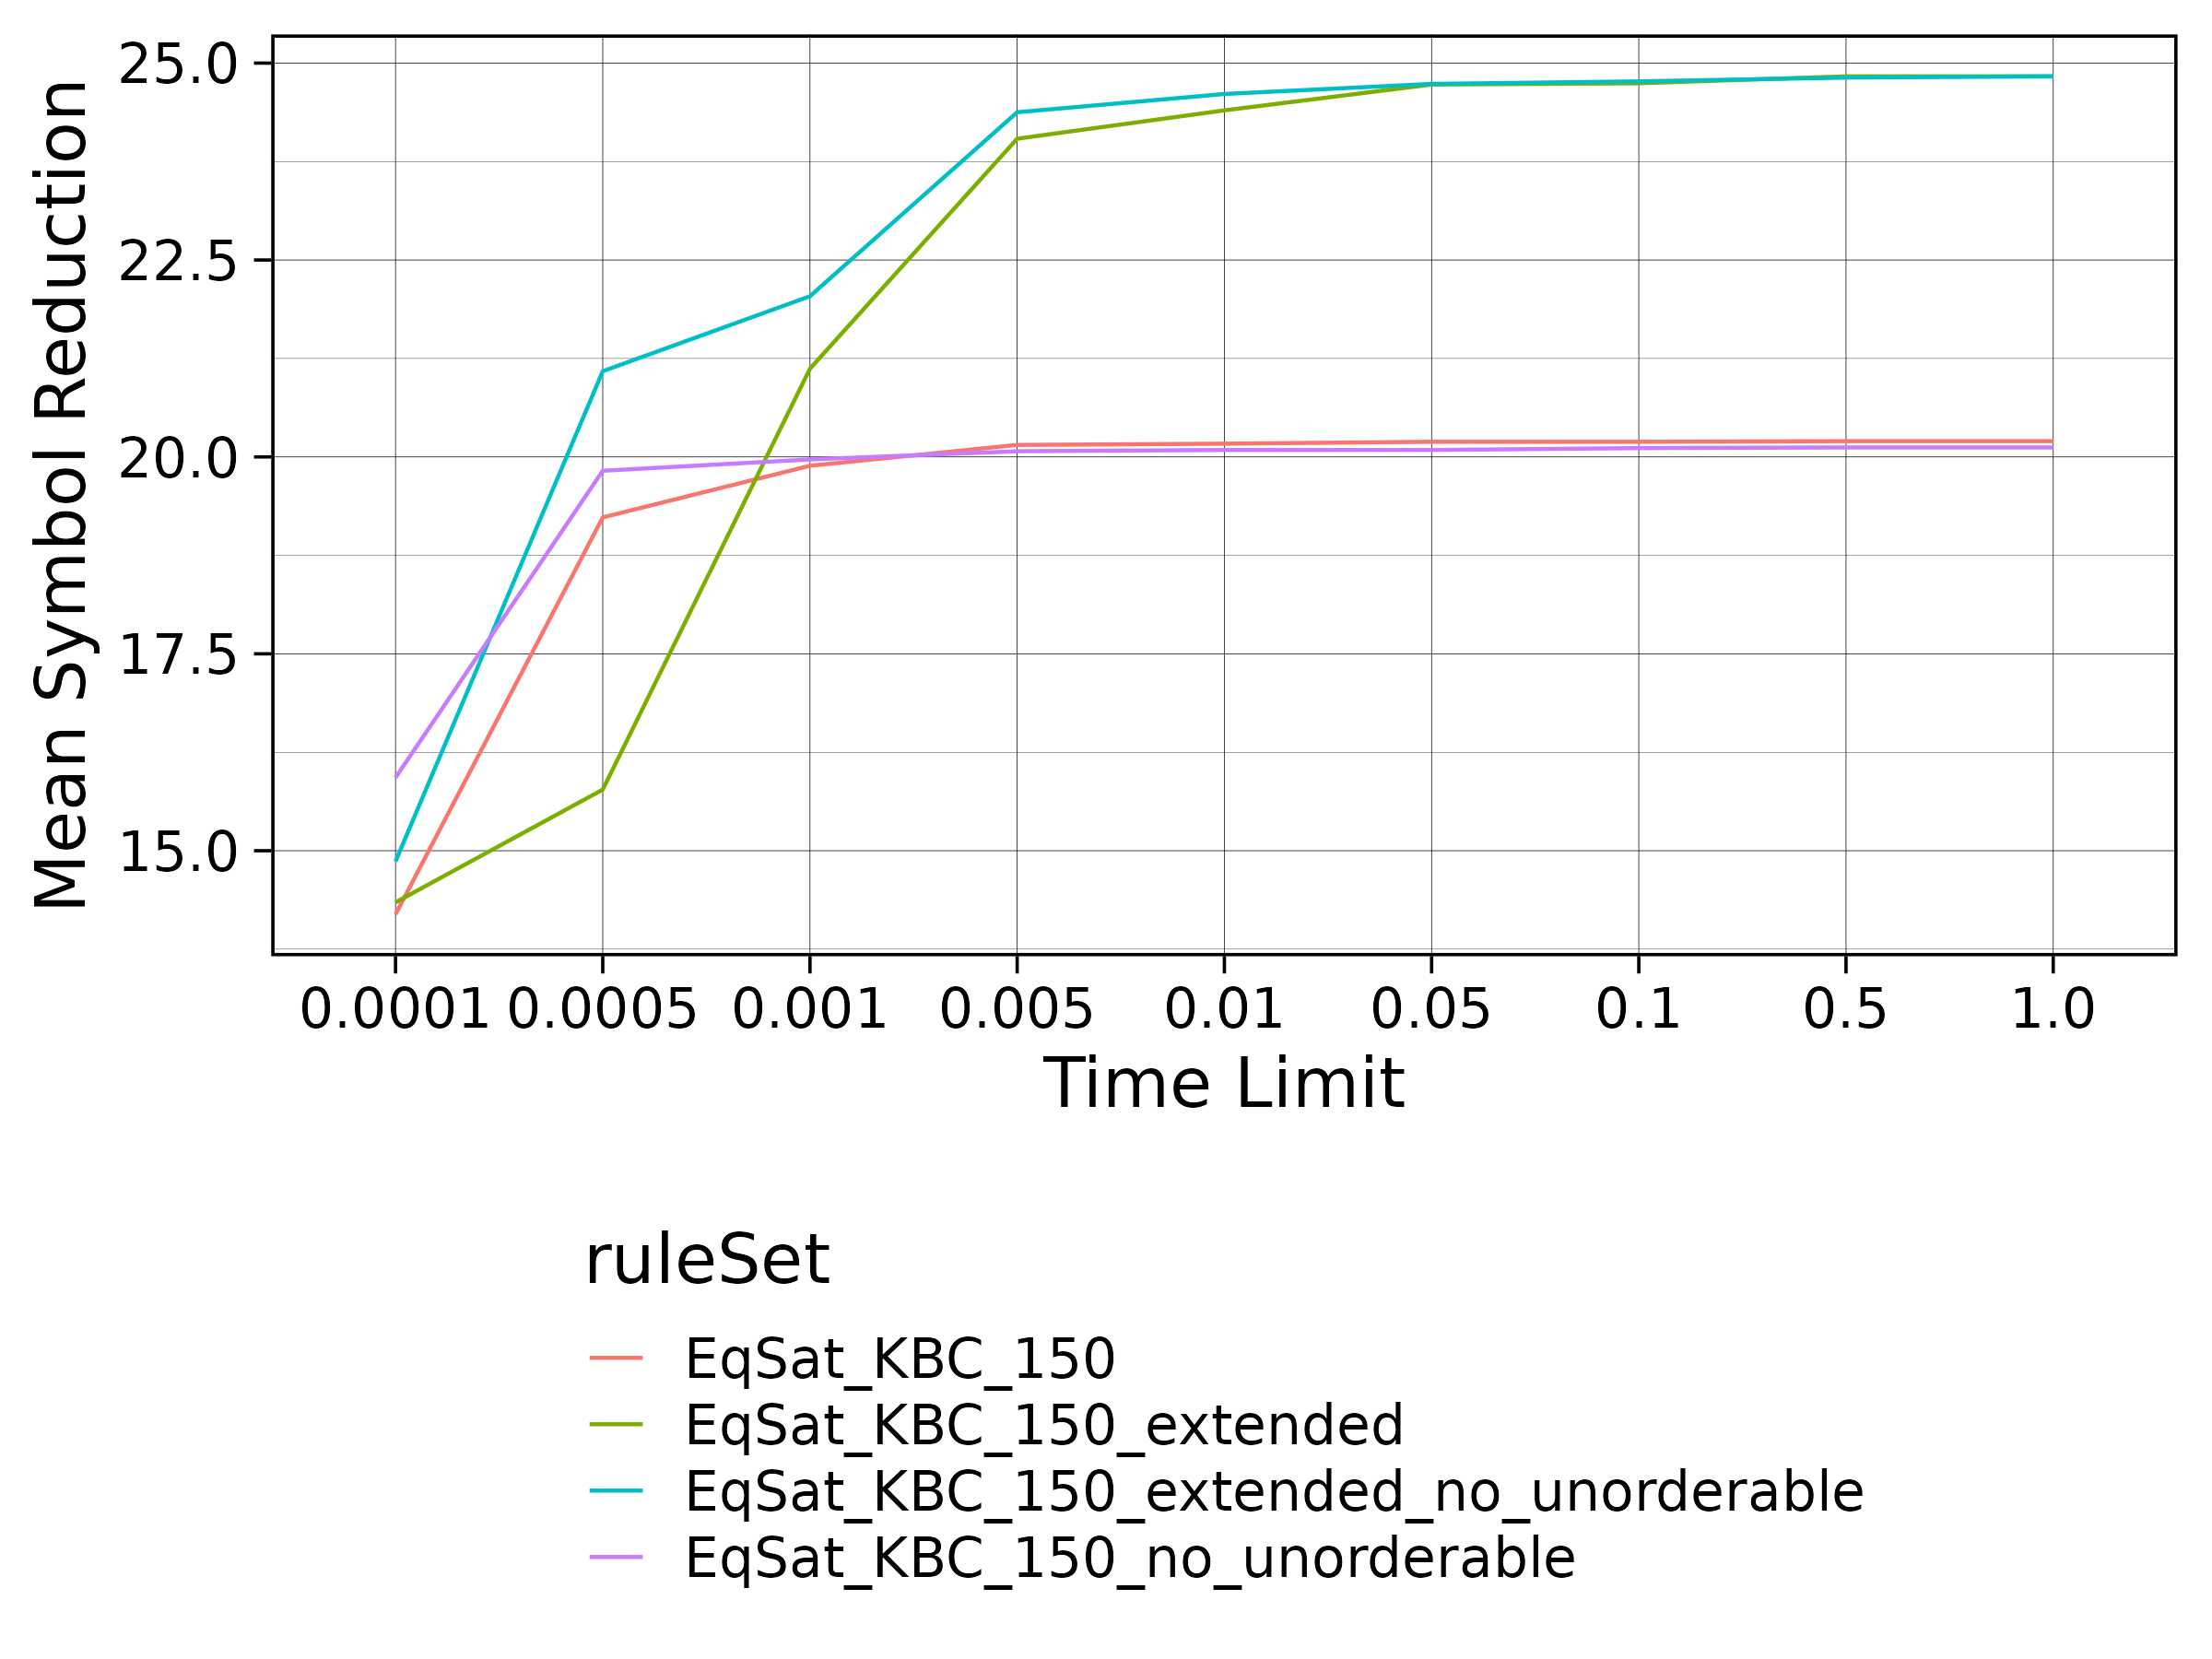 Mean Symbol Reduction
25.0
22.5
20.0
17.5
15.0
0.0001 0.0005 0.001 0.005 0.01 0.05 0.1 0.5 1.0
Time Limit
ruleSet
EqSat_KBC_150
EqSat_KBC_150_extended
EqSat_KBC_150_extended_no_unorderable
EqSat_KBC_150_no_unorderable